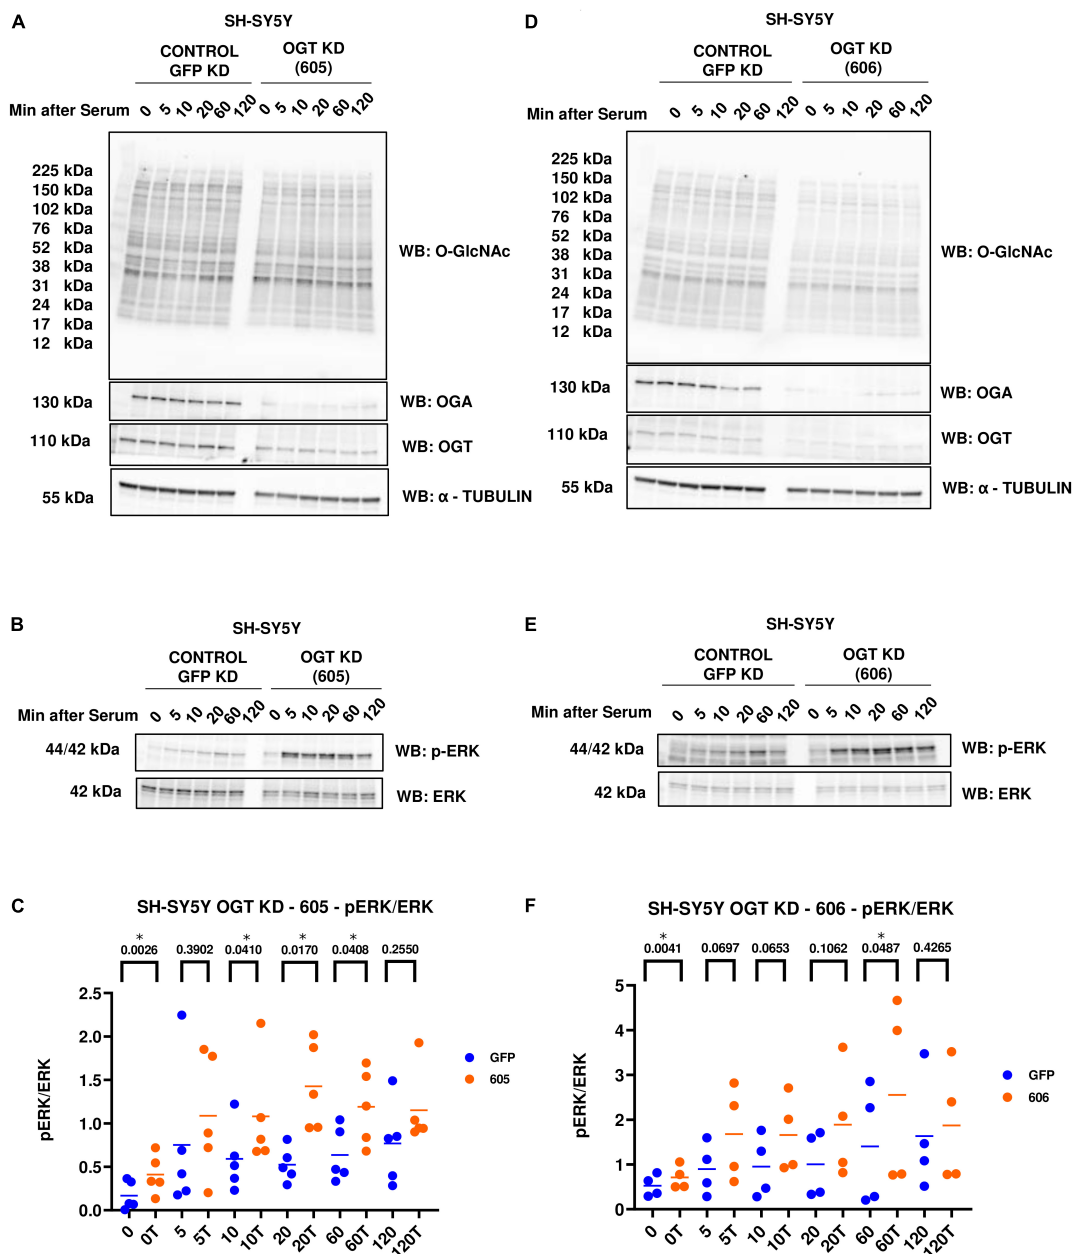 A
SH-SY5Y
CONTROL GFP KD
OGT KD (605)
Min after Serum 0 5 10 20 60 120 0 5 10 20 60 120
225 kDa
150 kDa
102 kDa
76 kDa
52 kDa
38 kDa
31 kDa
24 kDa
17 kDa
12 kDa
WB: O-GlcNAc
130 kDa WB: OGA
110 kDa WB: OGT
55 kDa WB: α - TUBULIN
D
SH-SY5Y
CONTROL GFP KD
OGT KD (606)
Min after Serum 0 5 10 20 60 120 0 5 10 20 60 120
225 kDa
150 kDa
102 kDa
76 kDa
52 kDa
38 kDa
31 kDa
24 kDa
17 kDa
12 kDa
WB: O-GlcNAc
130 kDa WB: OGA
110 kDa WB: OGT
55 kDa WB: α - TUBULIN
B
SH-SY5Y
CONTROL GFP KD
OGT KD (605)
Min after Serum 0 5 10 20 60 120 0 5 10 20 60 120
44/42 kDa WB: p-ERK
42 kDa WB: ERK
E
SH-SY5Y
CONTROL GFP KD
OGT KD (606)
Min after Serum 0 5 10 20 60 120 0 5 10 20 60 120
44/42 kDa WB: p-ERK
42 kDa WB: ERK
C
SH-SY5Y OGT KD - 605 - pERK/ERK
* * * *
0.0026 0.3902 0.0410 0.0170 0.0408 0.2550
pERK/ERK
2.5
2.0
1.5
1.0
0.5
0.0
0 0T 5 5T 10 10T 20 20T 60 60T 120 120T
GFP
605
F
SH-SY5Y OGT KD - 606 - pERK/ERK
* *
0.0041 0.0697 0.0653 0.1062 0.0487 0.4265
pERK/ERK
5
4
3
2
1
0
0 0T 5 5T 10 10T 20 20T 60 60T 120 120T
GFP
606